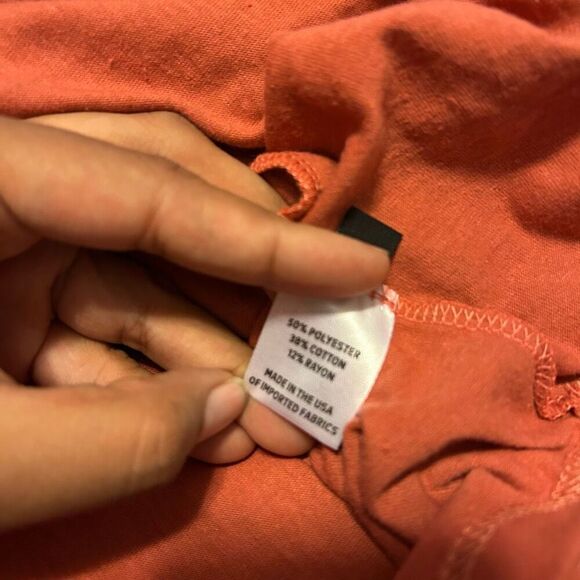 50% POLYESTER
38% COTTON
12% RAYON
MADE IN THE USA
OF IMPORTED FABRICS